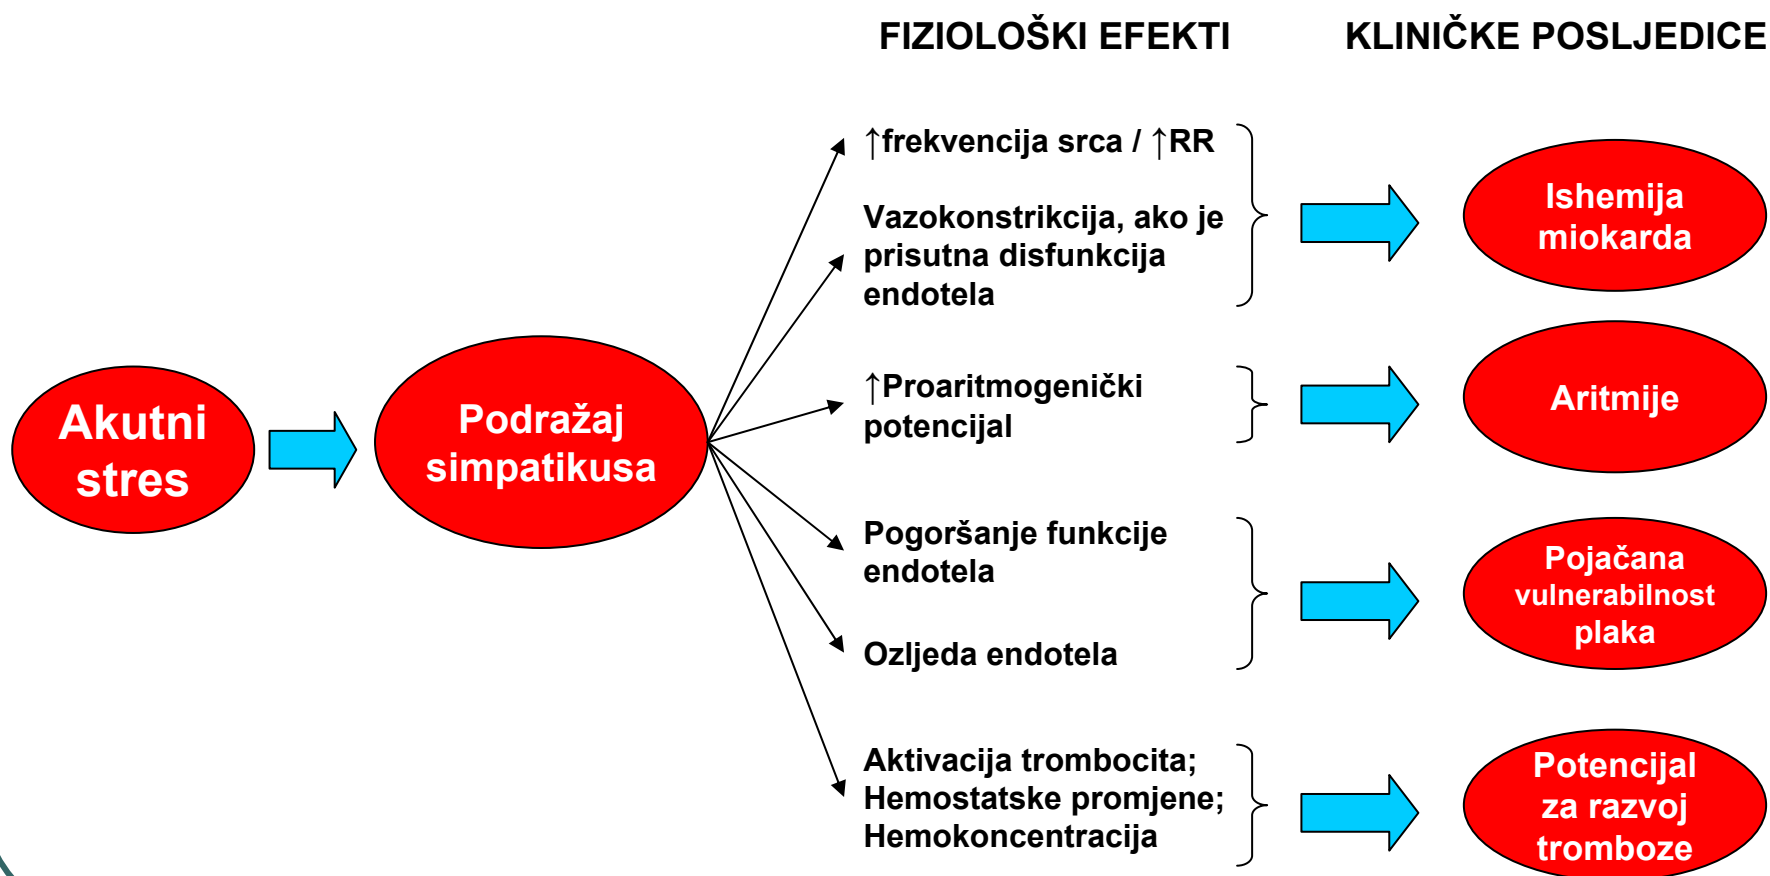 FIZIOLOŠKI EFEKTI
KLINIČKE POSLJEDICE
Akutni
stres
Podražaj
simpatikusa
↑frekvencija srca / ↑RR
Vazokonstrikcija, ako je
prisutna disfunkcija
endotela
↑Proaritmogenički
potencijal
Pogoršanje funkcije
endotela
Ozljeda endotela
Aktivacija trombocita;
Hemostatske promjene;
Hemokoncentracija
Ishemija
miokarda
Aritmije
Pojačana
vulnerabilnost
plaka
Potencijal
za razvoj
tromboze